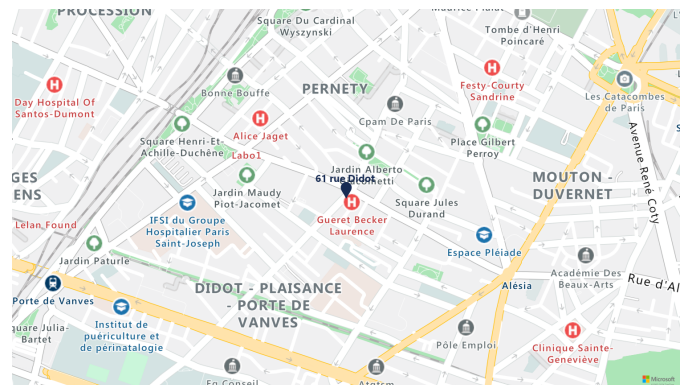 PROCESSION
Square Du Cardinal
Wyszynski
Tombe d'Henri
Poincaré
Bonne Bouffe
PERNETY
Festy-Courty
Sandrine
Les Catacombes
de Paris
Day Hospital Of
Santos-Dumont
Cpam De Paris
Alice Jaget
Labo1
Square Henri-Et-
Achille-Duchêne
Place Gilbert
Perroy
Avenue René Coty
Jardin Alberto
61 rue Didot
MOUTON -
DUVERNET
Jardin Maudy
Piot-Jacomet
Square Jules
Durand
IFSI du Groupe
Hospitalier Paris
Saint-Joseph
Gueret Becker
Laurence
Lelan Found
Jardin Paturle
Espace Pléiade
Académie Des
Beaux-Arts
Alésia
Rue d'Al
Porte de Vanves
DIDOT - PLAISANCE
- PORTE DE
VANVES
Institut de
puériculture et
de périnatalogie
quare Julia-
Bartet
Pôle Emploi
Clinique Sainte-
Geneviève
Eg Conseil
Microsoft